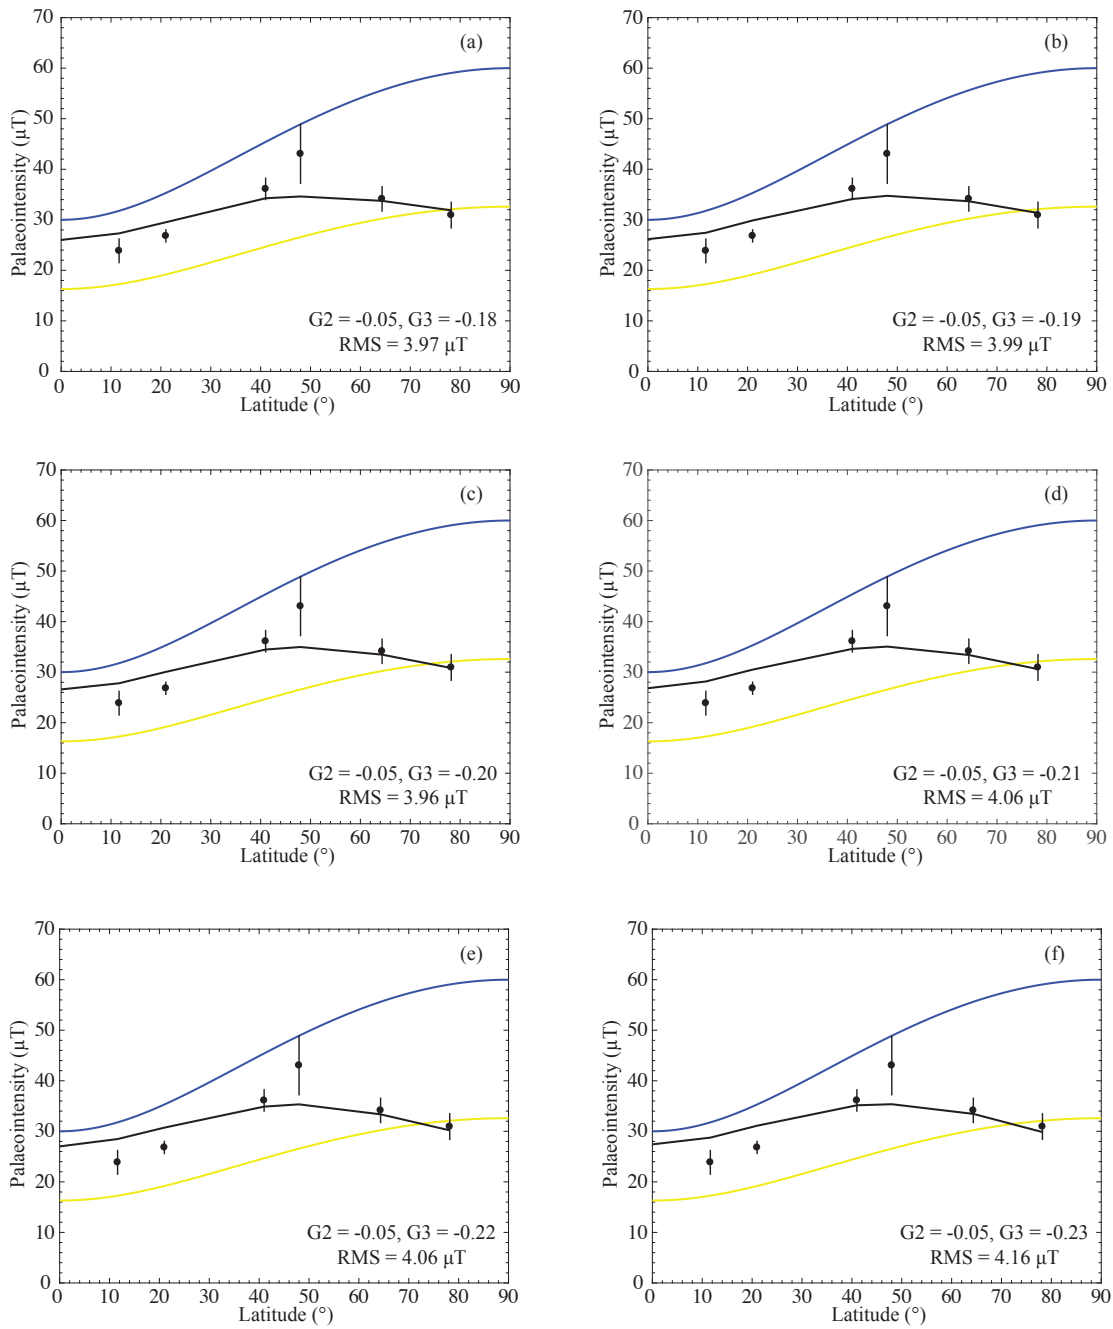 70
60
50
40
30
20
10
0
Palaeointensity (µT)
(a)
G2 = -0.05, G3 = -0.18
RMS = 3.97 µT
0 10 20 30 40 50 60 70 80 90
Latitude (°)
70
60
50
40
30
20
10
0
Palaeointensity (µT)
(b)
G2 = -0.05, G3 = -0.19
RMS = 3.99 µT
0 10 20 30 40 50 60 70 80 90
Latitude (°)
70
60
50
40
30
20
10
0
Palaeointensity (µT)
(c)
G2 = -0.05, G3 = -0.20
RMS = 3.96 µT
0 10 20 30 40 50 60 70 80 90
Latitude (°)
70
60
50
40
30
20
10
0
Palaeointensity (µT)
(d)
G2 = -0.05, G3 = -0.21
RMS = 4.06 µT
0 10 20 30 40 50 60 70 80 90
Latitude (°)
70
60
50
40
30
20
10
0
Palaeointensity (µT)
(e)
G2 = -0.05, G3 = -0.22
RMS = 4.06 µT
0 10 20 30 40 50 60 70 80 90
Latitude (°)
70
60
50
40
30
20
10
0
Palaeointensity (µT)
(f)
G2 = -0.05, G3 = -0.23
RMS = 4.16 µT
0 10 20 30 40 50 60 70 80 90
Latitude (°)